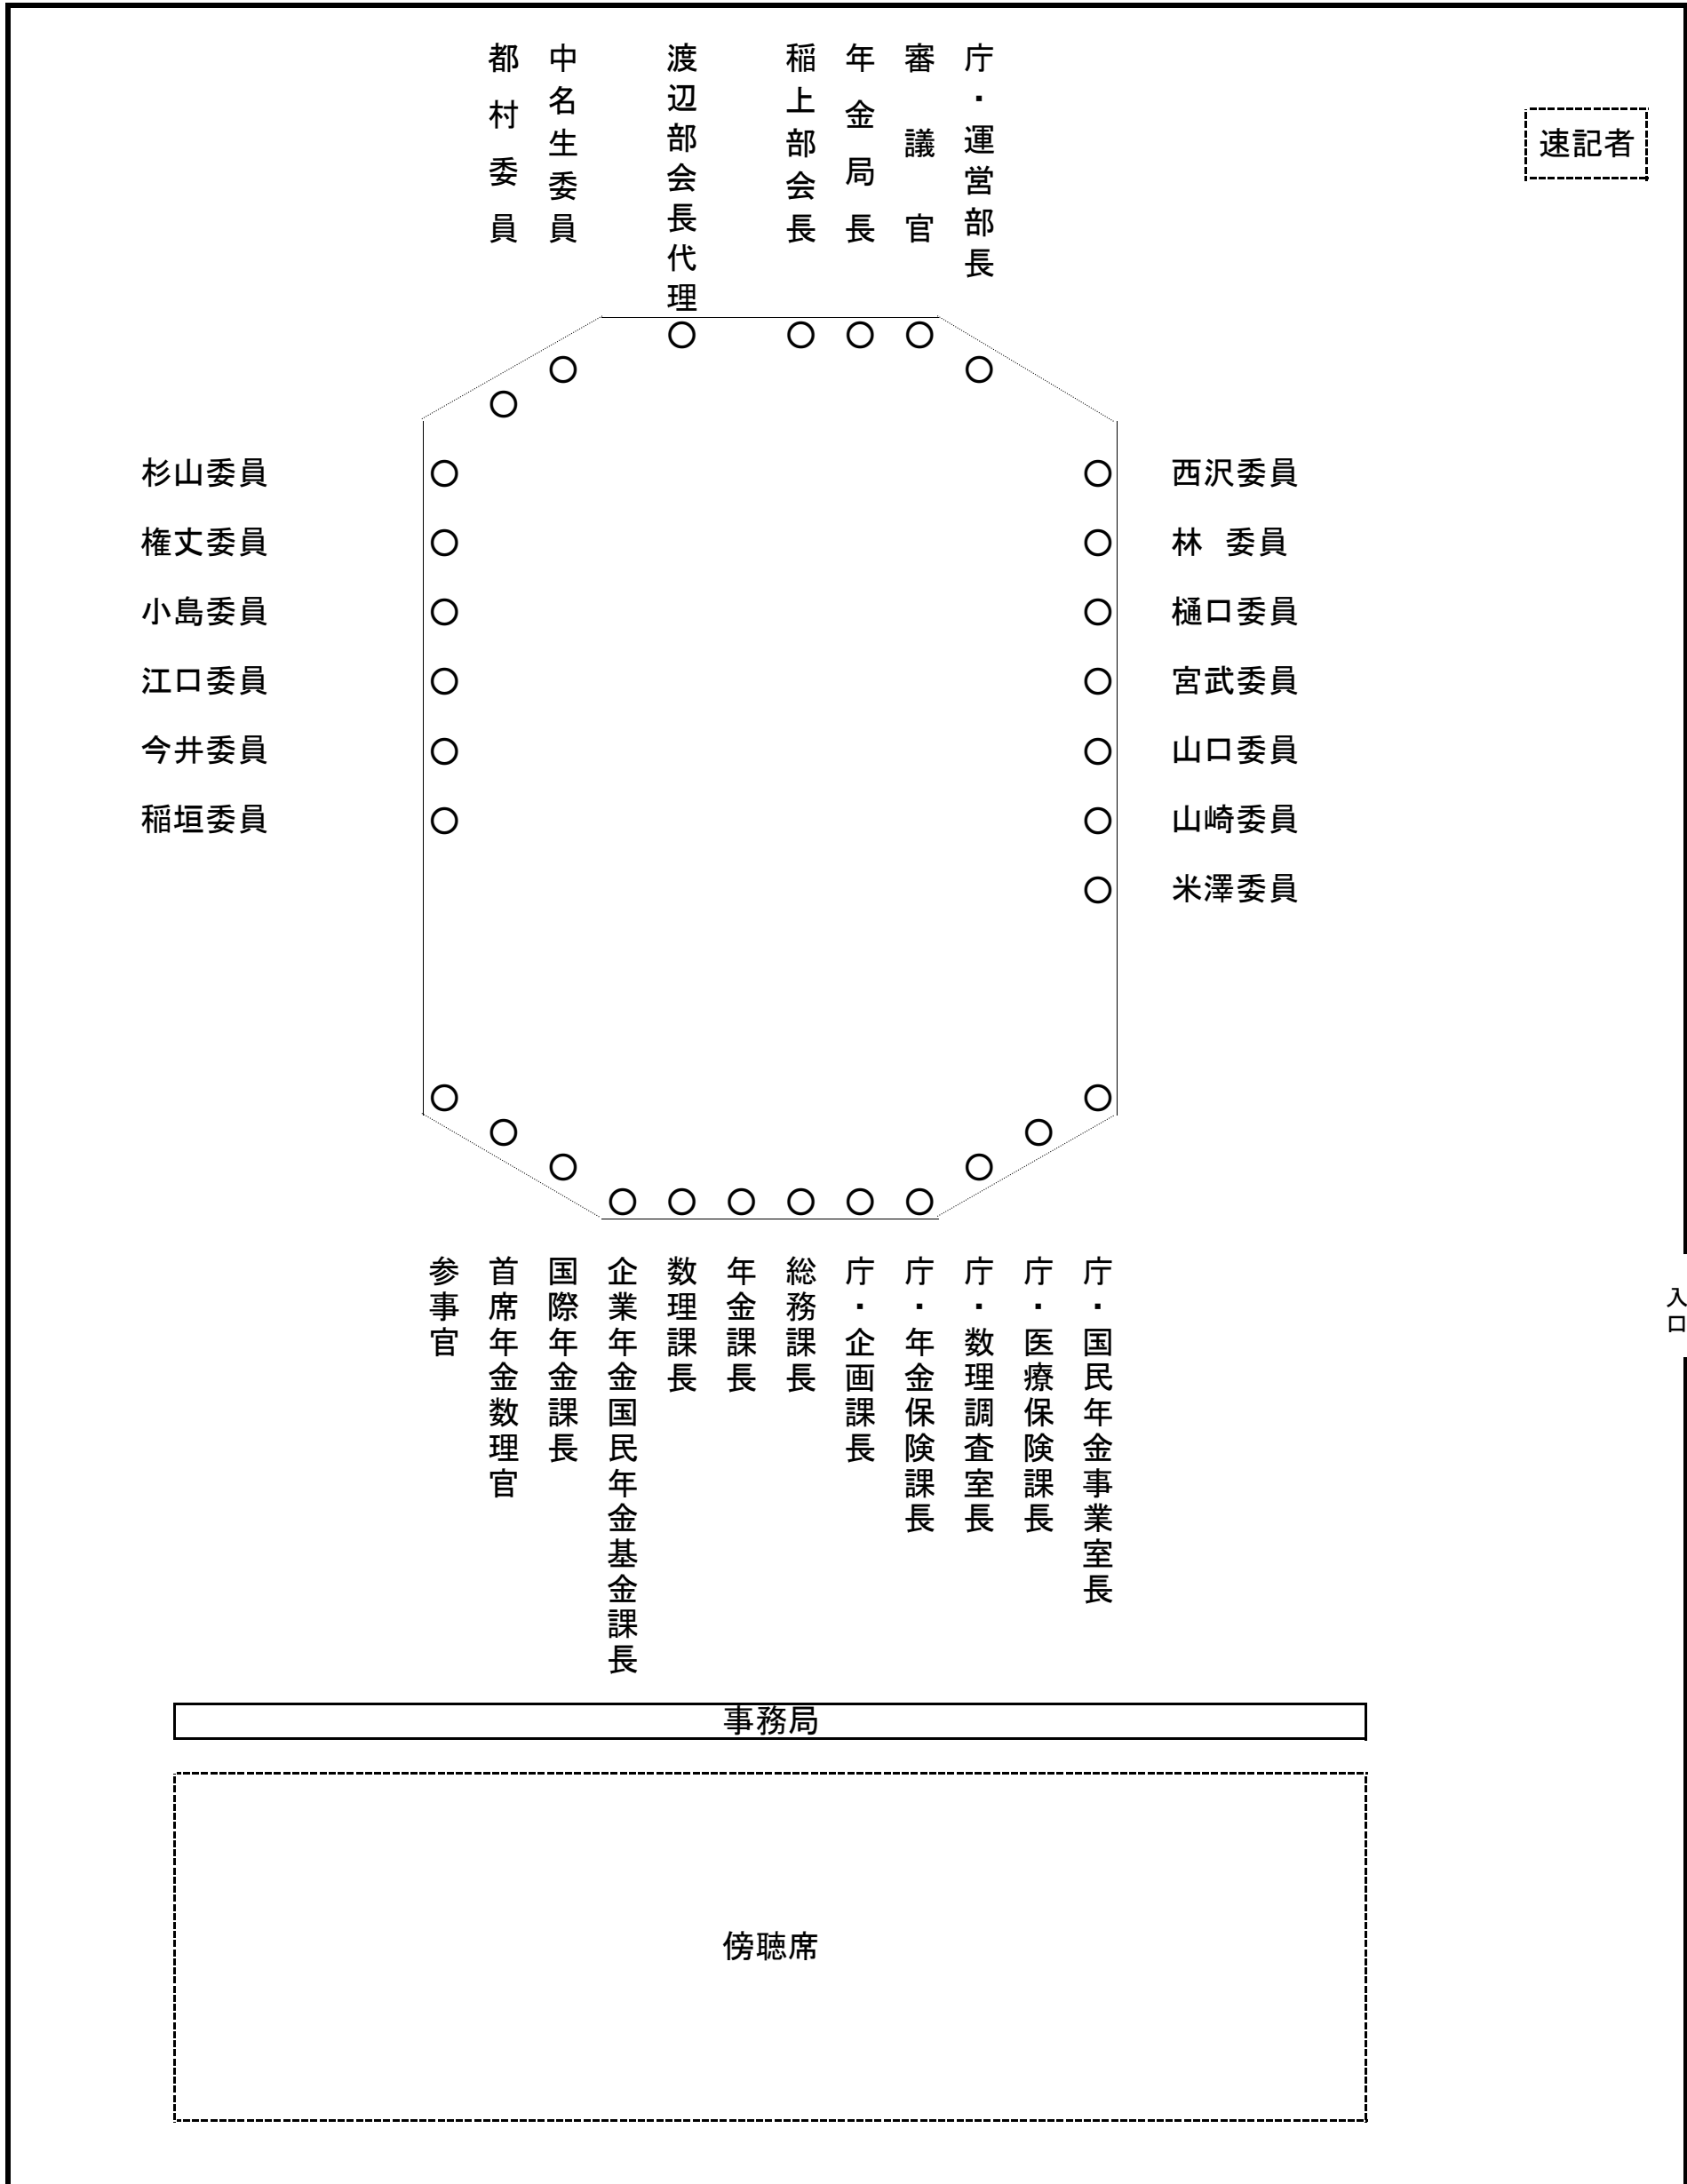 都村委員
中名生委員
渡辺部会長代理
稲上部会長
年金局長
審議官
庁・運営部長
速記者
杉山委員
権丈委員
小島委員
江口委員
今井委員
稲垣委員
西沢委員
林 委員
樋口委員
宮武委員
山口委員
山崎委員
米澤委員
入口
参事官
首席年金数理官
国際年金課長
企業年金国民年金基金課長
数理課長
年金課長
総務課長
庁・企画課長
庁・年金保険課長
庁・数理調査室長
庁・医療保険課長
庁・国民年金事業室長
事務局
傍聴席